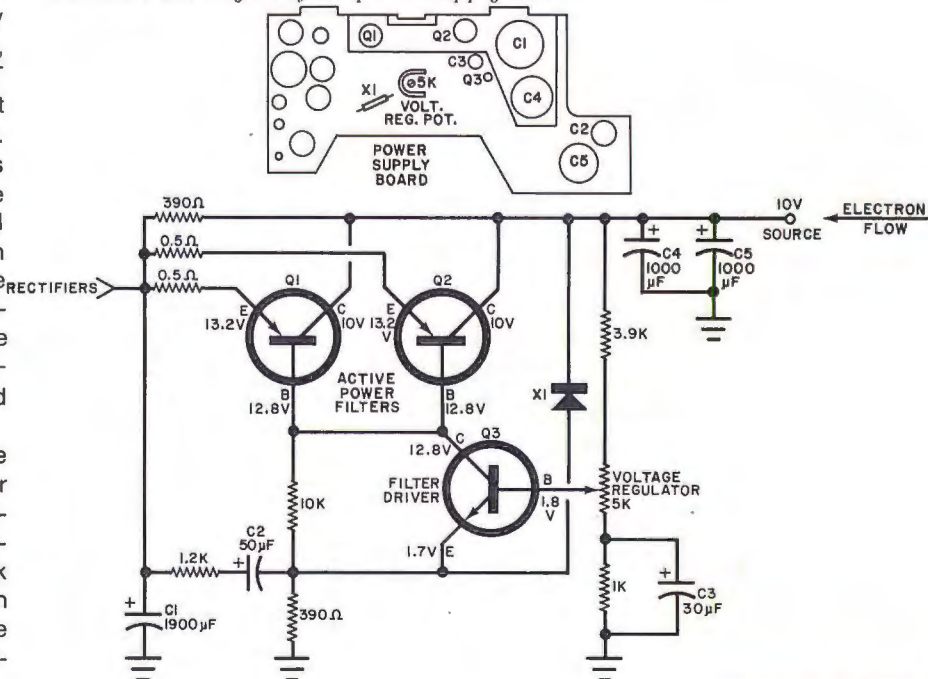 Q1
Q2
C1
C3
Q3
C4
X1
5K
VOLT.
REG. POT.
C2
C5
POWER
SUPPLY
BOARD
390Ω
0.5Ω
0.5Ω
RECTIFIERS
Q1
E
13.2V
C
10V
B
12.8V
Q2
E
13.2
V
C
10V
B
12.8V
ACTIVE
POWER
FILTERS
10V
SOURCE
ELECTRON
FLOW
+
C4
1000
µF
+
C5
1000
µF
3.9K
X1
C
12.8V
Q3
FILTER
DRIVER
B
1.8
V
1.7V E
VOLTAGE
REGULATOR
5K
10K
1.2K
C2
50µF
+
390Ω
+
C1
1900µF
1K
+
C3
30µF